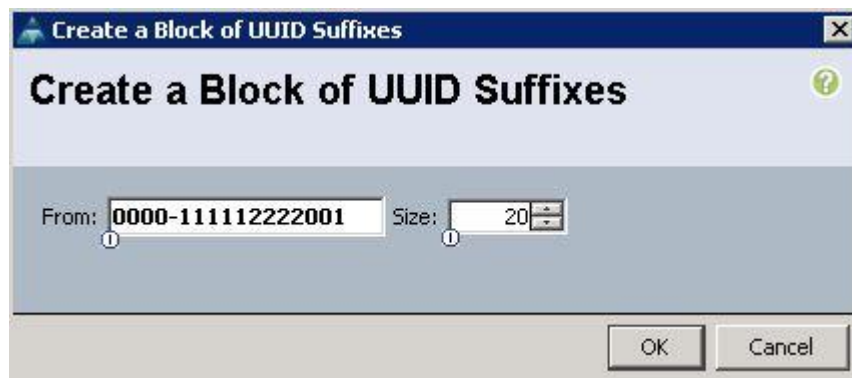 Create a Block of UUID Suffixes
Create a Block of UUID Suffixes
From: 0000-111112222001 Size: 20
OK Cancel